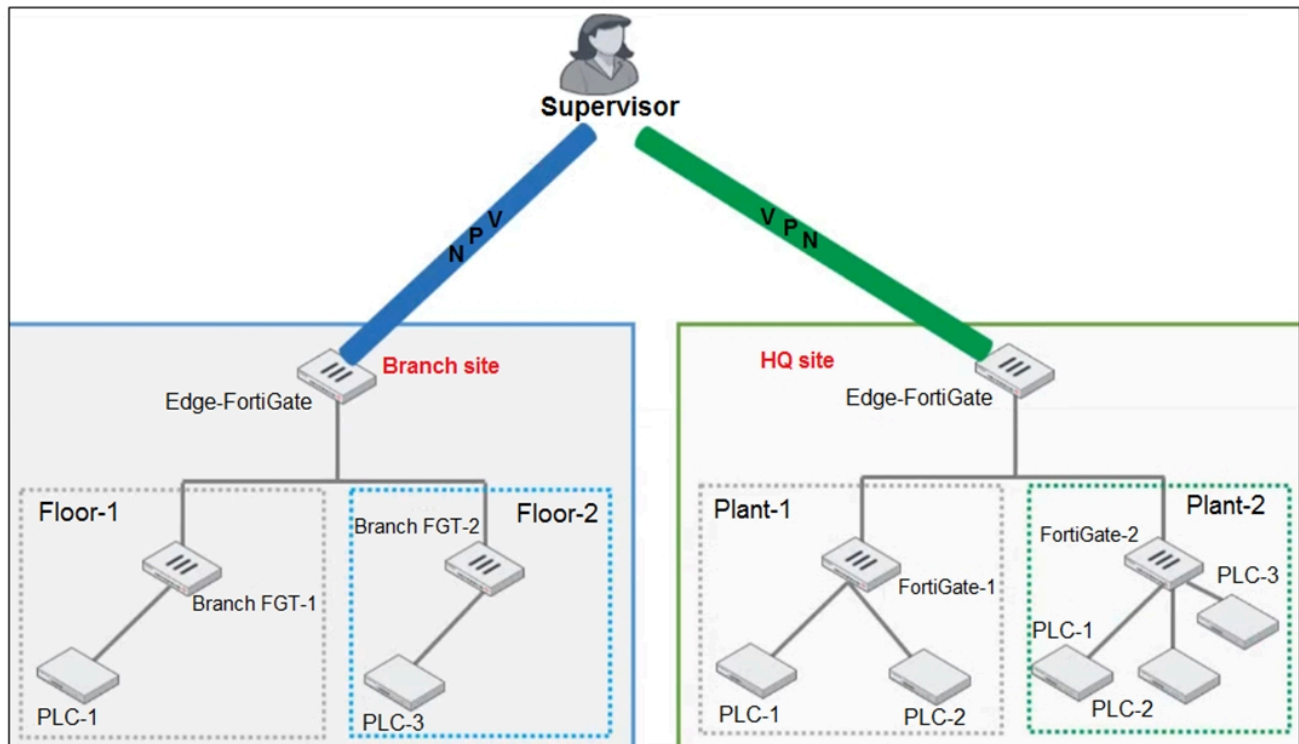 Supervisor
VPN
VPN
Branch site
HQ site
Edge-FortiGate
Edge-FortiGate
Floor-1
Branch FGT-2
Floor-2
Branch FGT-1
PLC-1
PLC-3
Plant-1
FortiGate-1
PLC-1
PLC-2
Plant-2
FortiGate-2
PLC-3
PLC-1
PLC-2